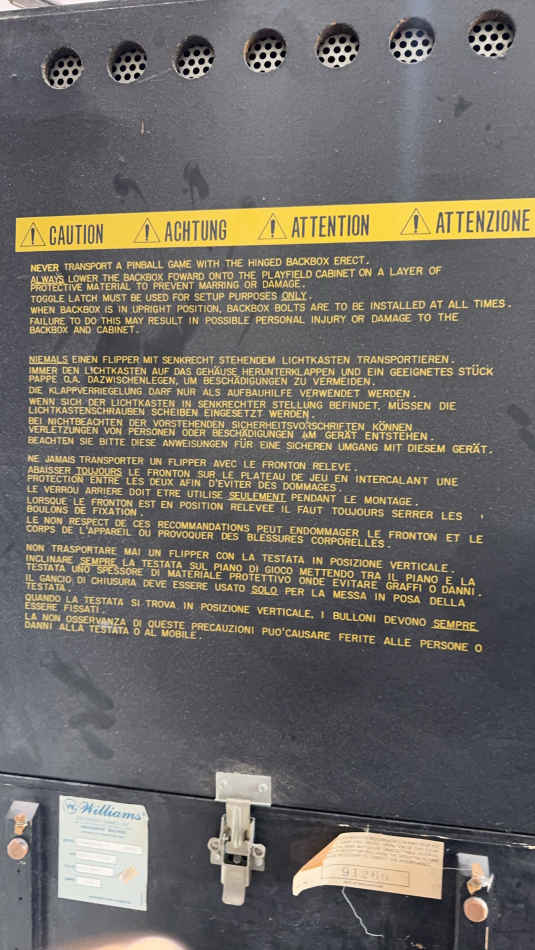 CAUTION ACHTUNG ATTENTION ATTENZIONE
NEVER TRANSPORT A PINBALL GAME WITH THE HINGED BACKBOX ERECT.
ALWAYS LOWER THE BACKBOX FOWARD ONTO THE PLAYFIELD CABINET ON A LAYER OF
PROTECTIVE MATERIAL TO PREVENT MARRING OR DAMAGE.
TOGGLE LATCH MUST BE USED FOR SETUP PURPOSES ONLY.
WHEN BACKBOX IS IN UPRIGHT POSITION, BACKBOX BOLTS ARE TO BE INSTALLED AT ALL TIMES.
FAILURE TO DO THIS MAY RESULT IN POSSIBLE PERSONAL INJURY OR DAMAGE TO THE
BACKBOX AND CABINET.
NIEMALS EINEN FLIPPER MIT SENKRECHT STEHENDEM LICHTKASTEN TRANSPORTIEREN.
IMMER DEN LICHTKASTEN AUF DAS GEHÄUSE HERUNTERKLAPPEN UND EIN GEEIGNETES STÜCK
PAPPE O.A. DAZWISCHENLEGEN, UM BESCHÄDIGUNGEN ZU VERMEIDEN.
DIE KLAPPVERRIEGELUNG DARF NUR ALS AUFBAUHILFE VERWENDET WERDEN.
WENN SICH DER LICHTKASTEN IN SENKRECHTER STELLUNG BEFINDET, MÜSSEN DIE
LICHTKASTENSCHRAUBEN SCHEIBEN EINGESETZT WERDEN.
BEI NICHTBEACHTEN DER VORSTEHENDEN SICHERHEITSVORSCHRIFTEN KÖNNEN
VERLETZUNGEN VON PERSONEN ODER BESCHÄDIGUNGEN AM GERÄT ENTSTEHEN.
BEACHTEN SIE BITTE DIESE ANWEISUNGEN FÜR EINE SICHEREN UMGANG MIT DIESEM GERÄT.
NE JAMAIS TRANSPORTER UN FLIPPER AVEC LE FRONTON RELEVE.
ABAISSER TOUJOURS LE FRONTON SUR LE PLATEAU DE JEU EN INTERCALANT UNE
PROTECTION ENTRE LES DEUX AFIN D'EVITER DES DOMMAGES.
LE VERROU ARRIERE DOIT ETRE UTILISE SEULEMENT PENDANT LE MONTAGE.
LORSQUE LE FRONTON EST EN POSITION RELEVEE IL FAUT TOUJOURS SERRER LES
BOULONS DE FIXATION.
LE NON RESPECT DE CES RECOMMANDATIONS PEUT ENDOMMAGER LE FRONTON ET LE
CORPS DE L'APPAREIL OU PROVOQUER DES BLESSURES CORPORELLES.
NON TRASPORTARE MAI UN FLIPPER CON LA TESTATA IN POSIZIONE VERTICALE.
INCLINARE SEMPRE LA TESTATA SUL PIANO DI GIOCO METTENDO TRA IL PIANO E LA
TESTATA UNO SPESSORE DI MATERIALE PROTETTIVO ONDE EVITARE GRAFFI O DANNI.
IL GANCIO DI CHIUSURA DEVE ESSERE USATO SOLO PER LA MESSA IN POSA DELLA
TESTATA.
QUANDO LA TESTATA SI TROVA IN POSIZIONE VERTICALE, I BULLONI DEVONO SEMPRE
ESSERE FISSATI.
LA NON OSSERVANZA DI QUESTE PRECAUZIONI PUO'CAUSARE FERITE ALLE PERSONE O
DANNI ALLA TESTATA O AL MOBILE.
Williams